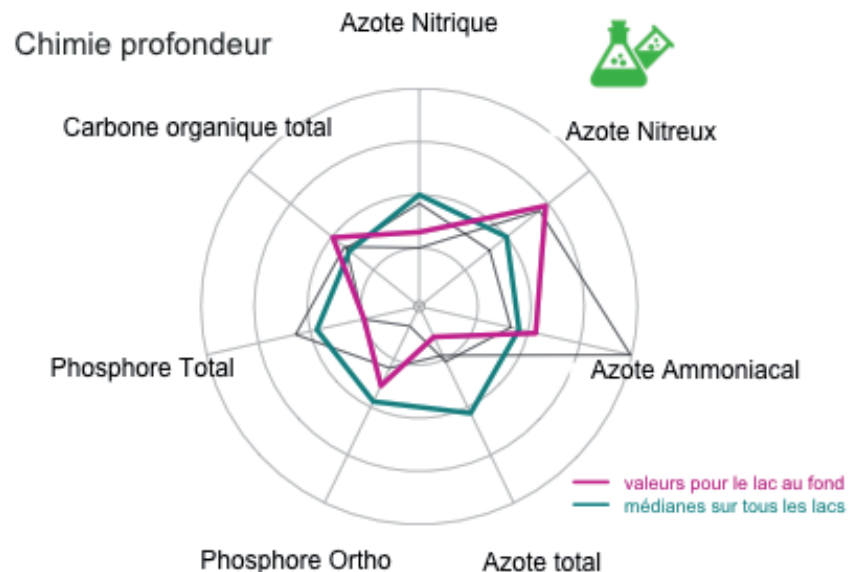 Azote Nitrique
Chimie profondeur
Carbone organique total
Azote Nitreux
Phosphore Total
Azote Ammoniacal
valeurs pour le lac au fond
médianes sur tous les lacs
Phosphore Ortho
Azote total